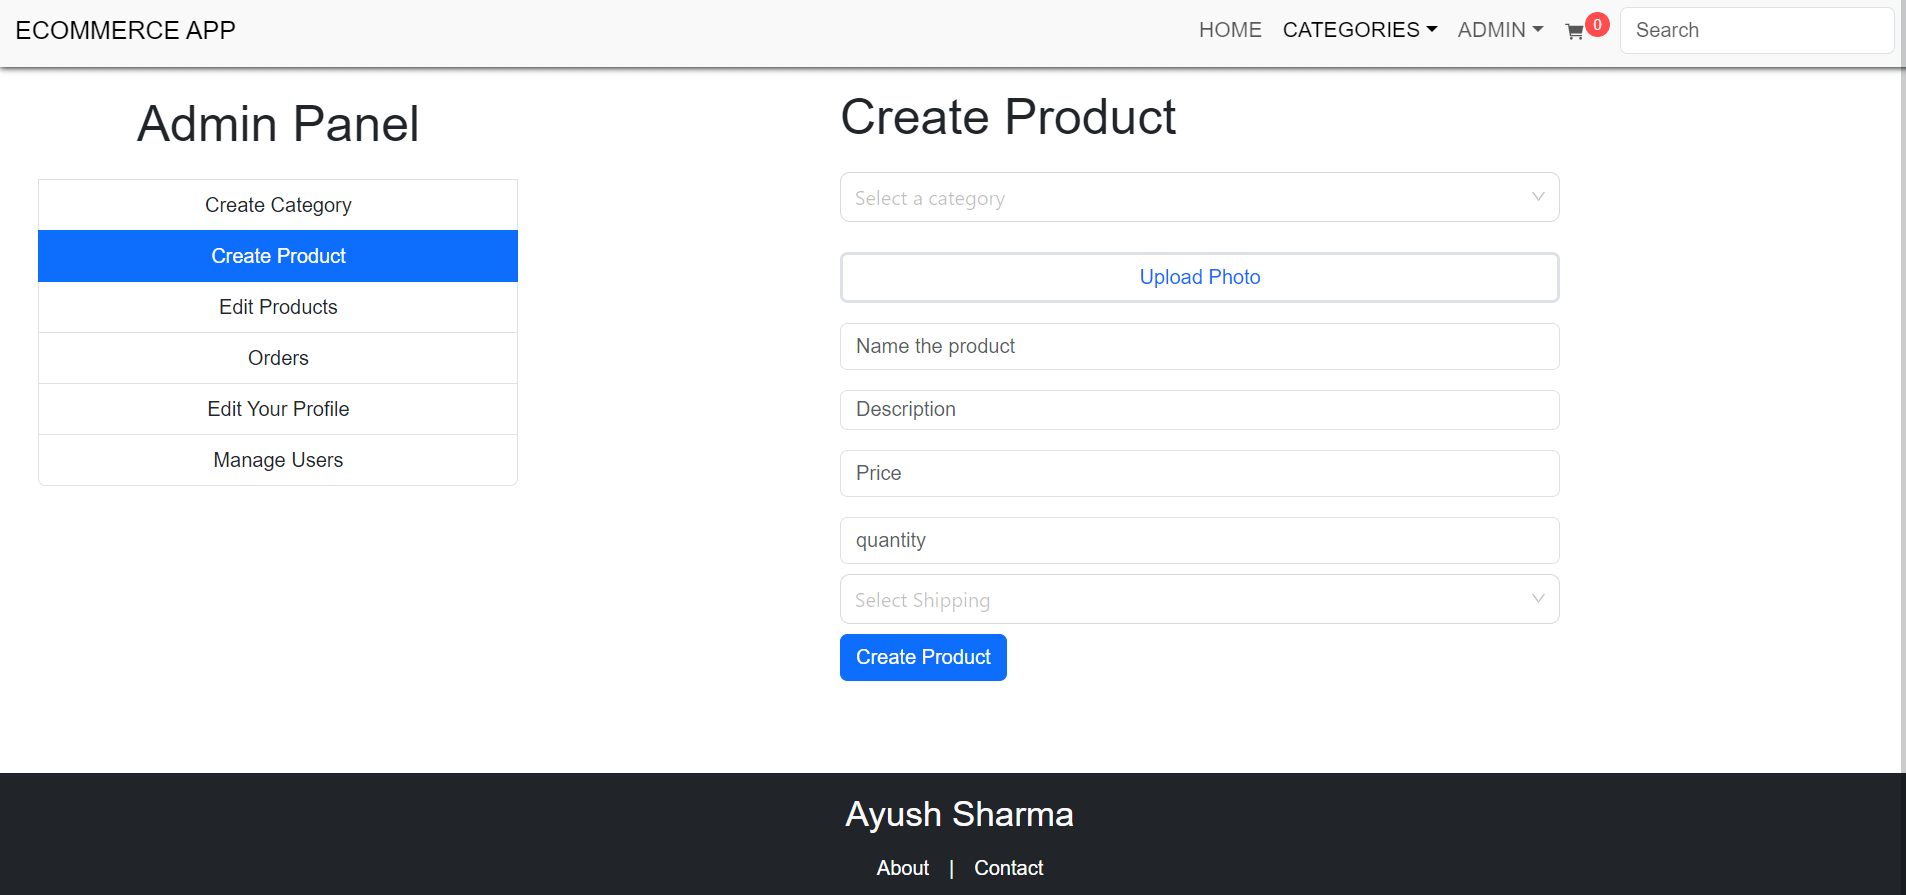 ECOMMERCE APP
HOME CATEGORIES ADMIN 0 Search
Admin Panel
Create Category
Create Product
Edit Products
Orders
Edit Your Profile
Manage Users
Create Product
Select a category
Upload Photo
Name the product
Description
Price
quantity
Select Shipping
Create Product
Ayush Sharma
About | Contact